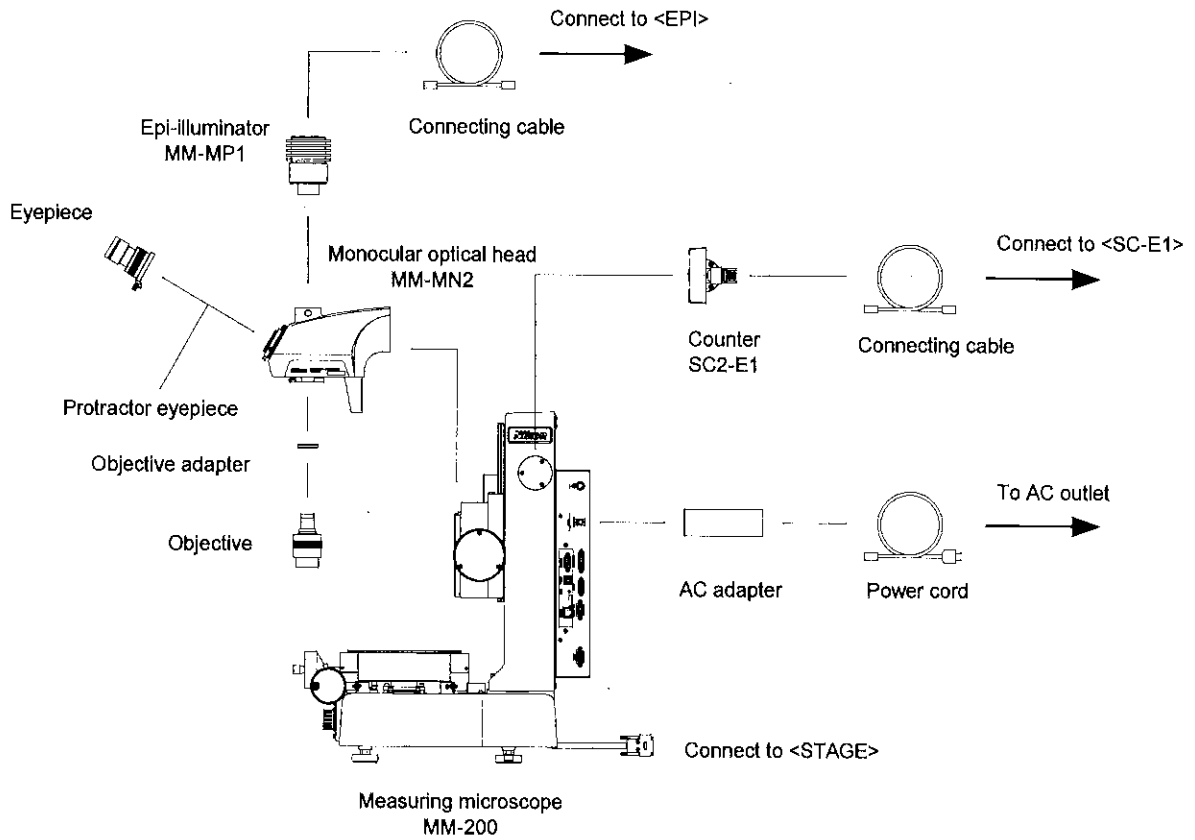 Connect to <EPI>
Connecting cable
Epi-illuminator
MM-MP1
Eyepiece
Monocular optical head
MM-MN2
Connect to <SC-E1>
Counter
SC2-E1
Connecting cable
Protractor eyepiece
Nikon
Objective adapter
To AC outlet
Objective
AC adapter
Power cord
Connect to <STAGE>
Measuring microscope
MM-200